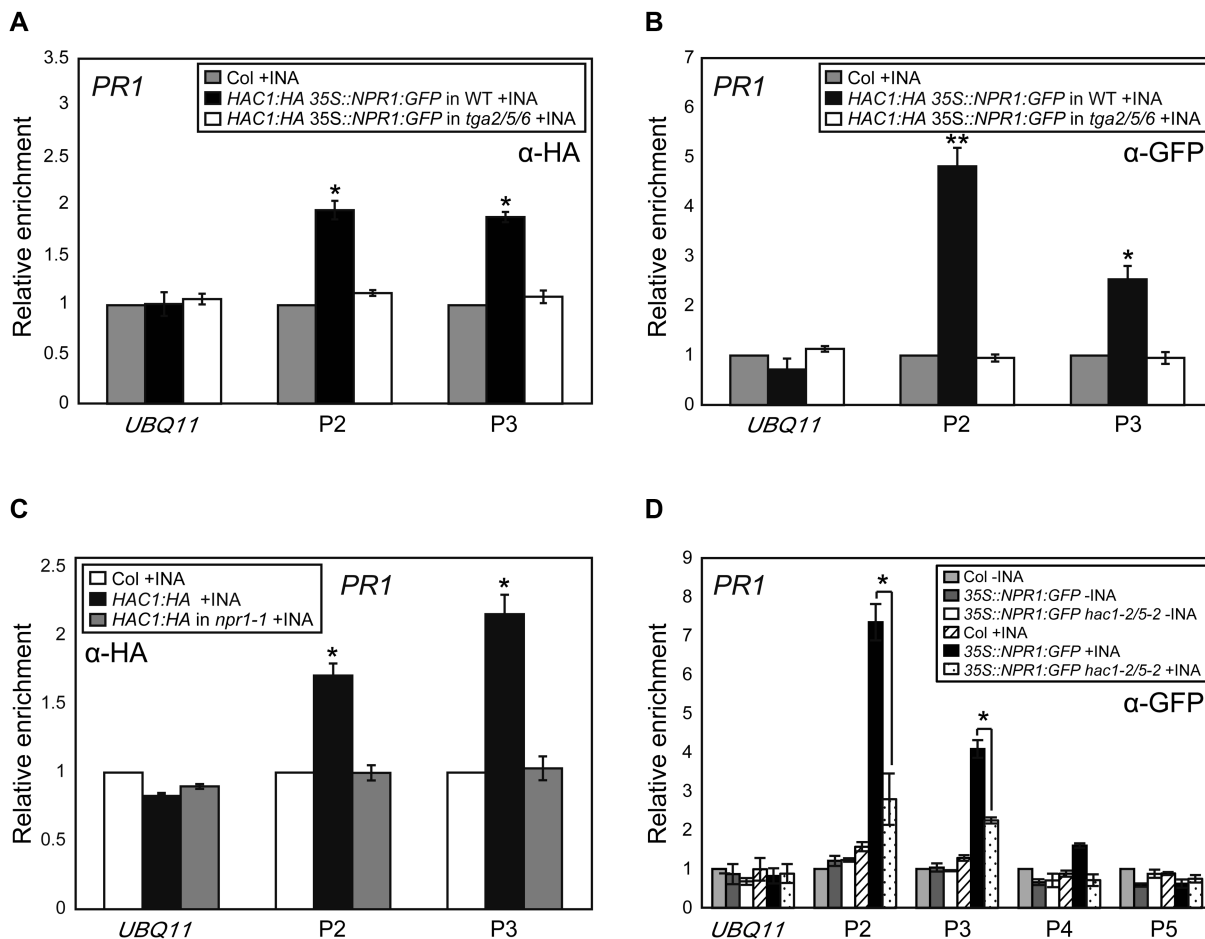 A
PR1
Col +INA
HAC1:HA 35S::NPR1:GFP in WT +INA
HAC1:HA 35S::NPR1:GFP in tga2/5/6 +INA
α-HA
Relative enrichment
3.5
3
2.5
2
1.5
1
0.5
0
*
*
UBQ11
P2
P3
B
PR1
Col +INA
HAC1:HA 35S::NPR1:GFP in WT +INA
HAC1:HA 35S::NPR1:GFP in tga2/5/6 +INA
α-GFP
Relative enrichment
7
6
5
4
3
2
1
0
**
*
UBQ11
P2
P3
C
Col +INA
HAC1:HA +INA
HAC1:HA in npr1-1 +INA
PR1
α-HA
Relative enrichment
2.5
2
1.5
1
0.5
0
*
*
UBQ11
P2
P3
D
PR1
Col -INA
35S::NPR1:GFP -INA
35S::NPR1:GFP hac1-2/5-2 -INA
Col +INA
35S::NPR1:GFP +INA
35S::NPR1:GFP hac1-2/5-2 +INA
α-GFP
Relative enrichment
9
8
7
6
5
4
3
2
1
0
*
*
UBQ11
P2
P3
P4
P5